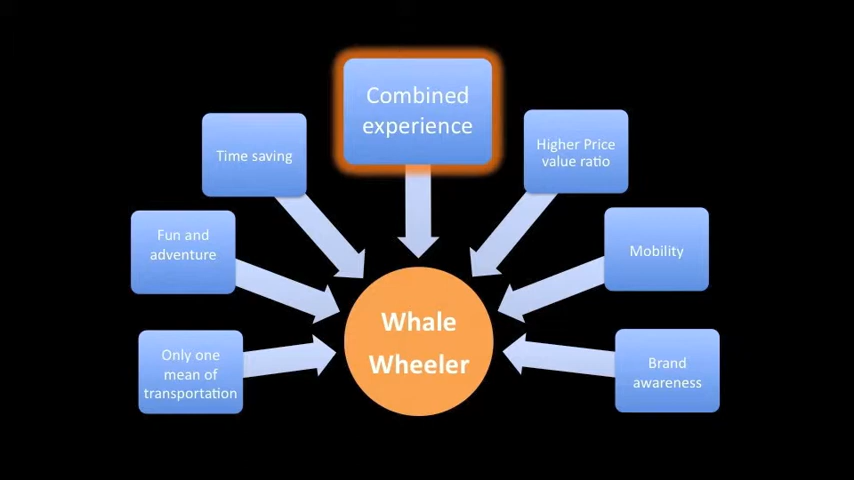 Combined
experience
Time saving
Higher Price
value ratio
Fun and
adventure
Mobility
Whale
Wheeler
Only one
mean of
transportation
Brand
awareness